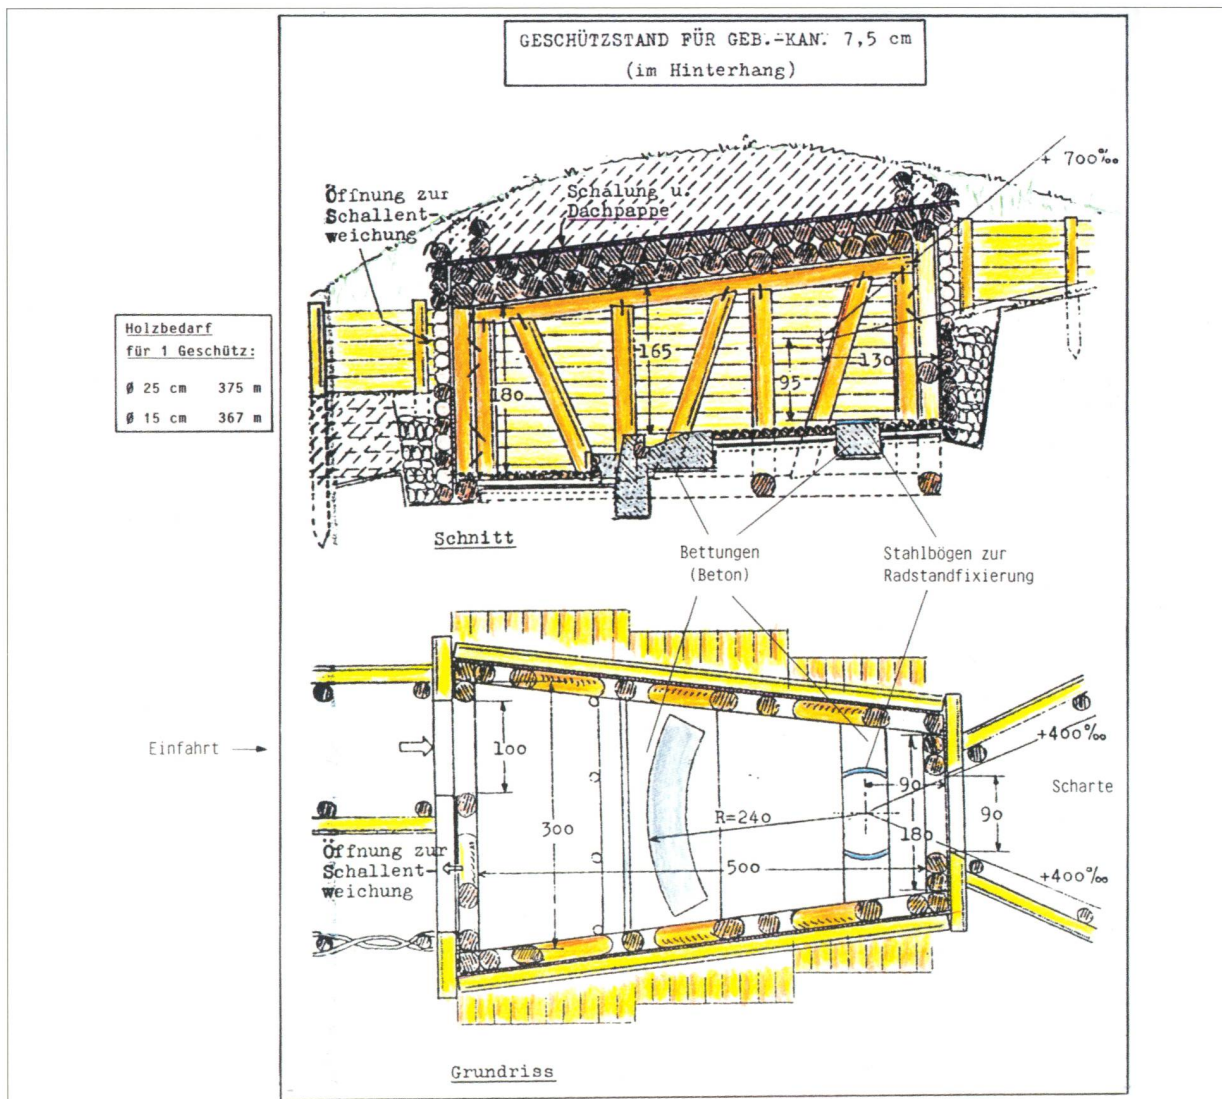 GESCHÜTZSTAND FÜR GEB.-KAN. 7,5 cm
(im Hinterhang)
+ 700‰
Öffnung zur
Schallent-
weichung
Schalung u.
Dachpappe
Holzbedarf
für 1 Geschütz:
Ø 25 cm 375 m
Ø 15 cm 367 m
165
130
95
180
Schnitt
Bettungen
(Beton)
Stahlbögen zur
Radstandfixierung
Einfahrt
100
+400‰
Scharte
90
90
R=240
300
180
Öffnung zur
Schallent-
weichung
500
+400‰
Grundriss